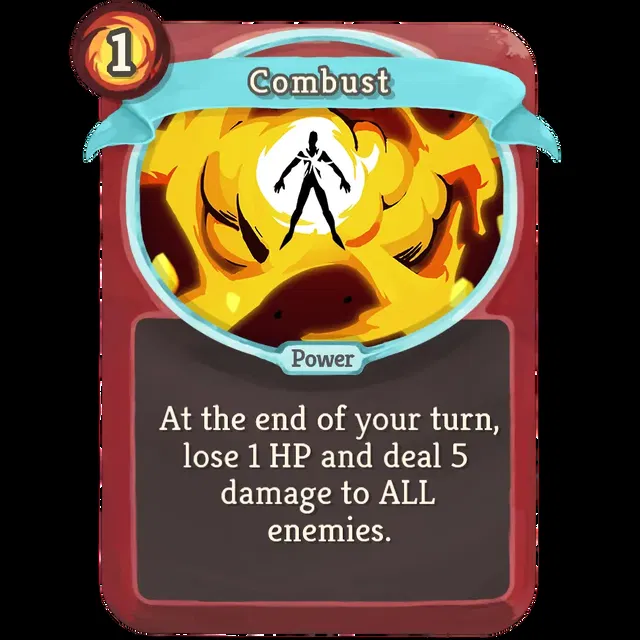 1
Combust
Power
At the end of your turn,
lose 1 HP and deal 5
damage to ALL
enemies.